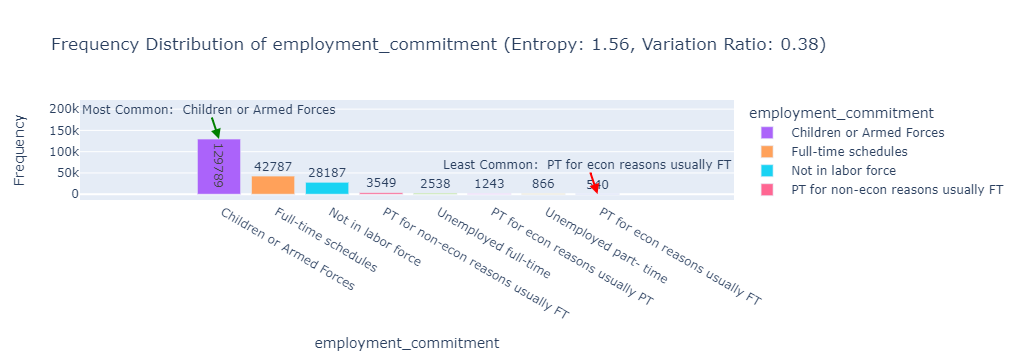 Frequency Distribution of employment_commitment (Entropy: 1.56, Variation Ratio: 0.38)
Frequency
200k
150k
100k
50k
0
Most Common:  Children or Armed Forces
Least Common:  PT for econ reasons usually FT
129789
42787
28187
3549
2538
1243
866
540
Children or Armed Forces
Full-time schedules
Not in labor force
PT for non-econ reasons usually FT
Unemployed full-time
PT for econ reasons usually PT
Unemployed part- time
PT for econ reasons usually FT
employment_commitment
employment_commitment
Children or Armed Forces
Full-time schedules
Not in labor force
PT for non-econ reasons usually FT